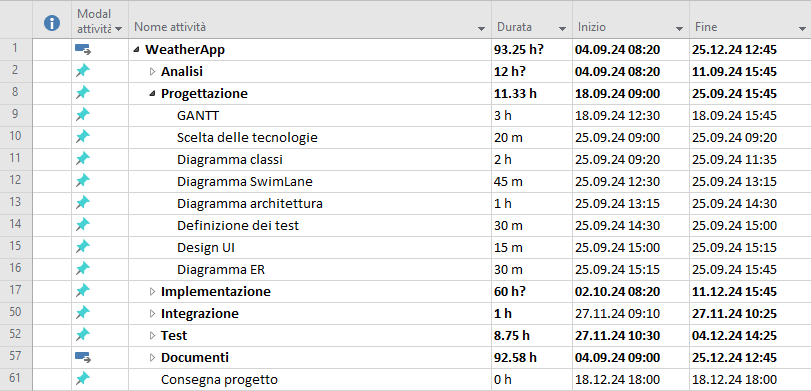 Modal attività Nome attività Durata Inizio Fine
1 WeatherApp 93.25 h? 04.09.24 08:20 25.12.24 12:45
2 Analisi 12 h? 04.09.24 08:20 11.09.24 15:45
8 Progettazione 11.33 h 18.09.24 09:00 25.09.24 15:45
9 GANTT 3 h 18.09.24 12:30 18.09.24 15:45
10 Scelta delle tecnologie 20 m 25.09.24 09:00 25.09.24 09:20
11 Diagramma classi 2 h 25.09.24 09:20 25.09.24 11:35
12 Diagramma SwimLane 45 m 25.09.24 12:30 25.09.24 13:15
13 Diagramma architettura 1 h 25.09.24 13:15 25.09.24 14:30
14 Definizione dei test 30 m 25.09.24 14:30 25.09.24 15:00
15 Design UI 15 m 25.09.24 15:00 25.09.24 15:15
16 Diagramma ER 30 m 25.09.24 15:15 25.09.24 15:45
17 Implementazione 60 h? 02.10.24 08:20 11.12.24 15:45
50 Integrazione 1 h 27.11.24 09:10 27.11.24 10:25
52 Test 8.75 h 27.11.24 10:30 04.12.24 14:25
57 Documenti 92.58 h 04.09.24 09:00 25.12.24 12:45
61 Consegna progetto 0 h 18.12.24 18:00 18.12.24 18:00